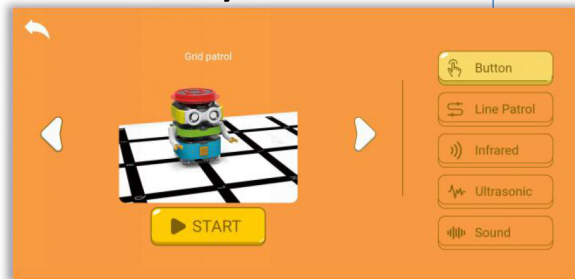 Grid patrol
START
Button
Line Patrol
Infrared
Ultrasonic
Sound